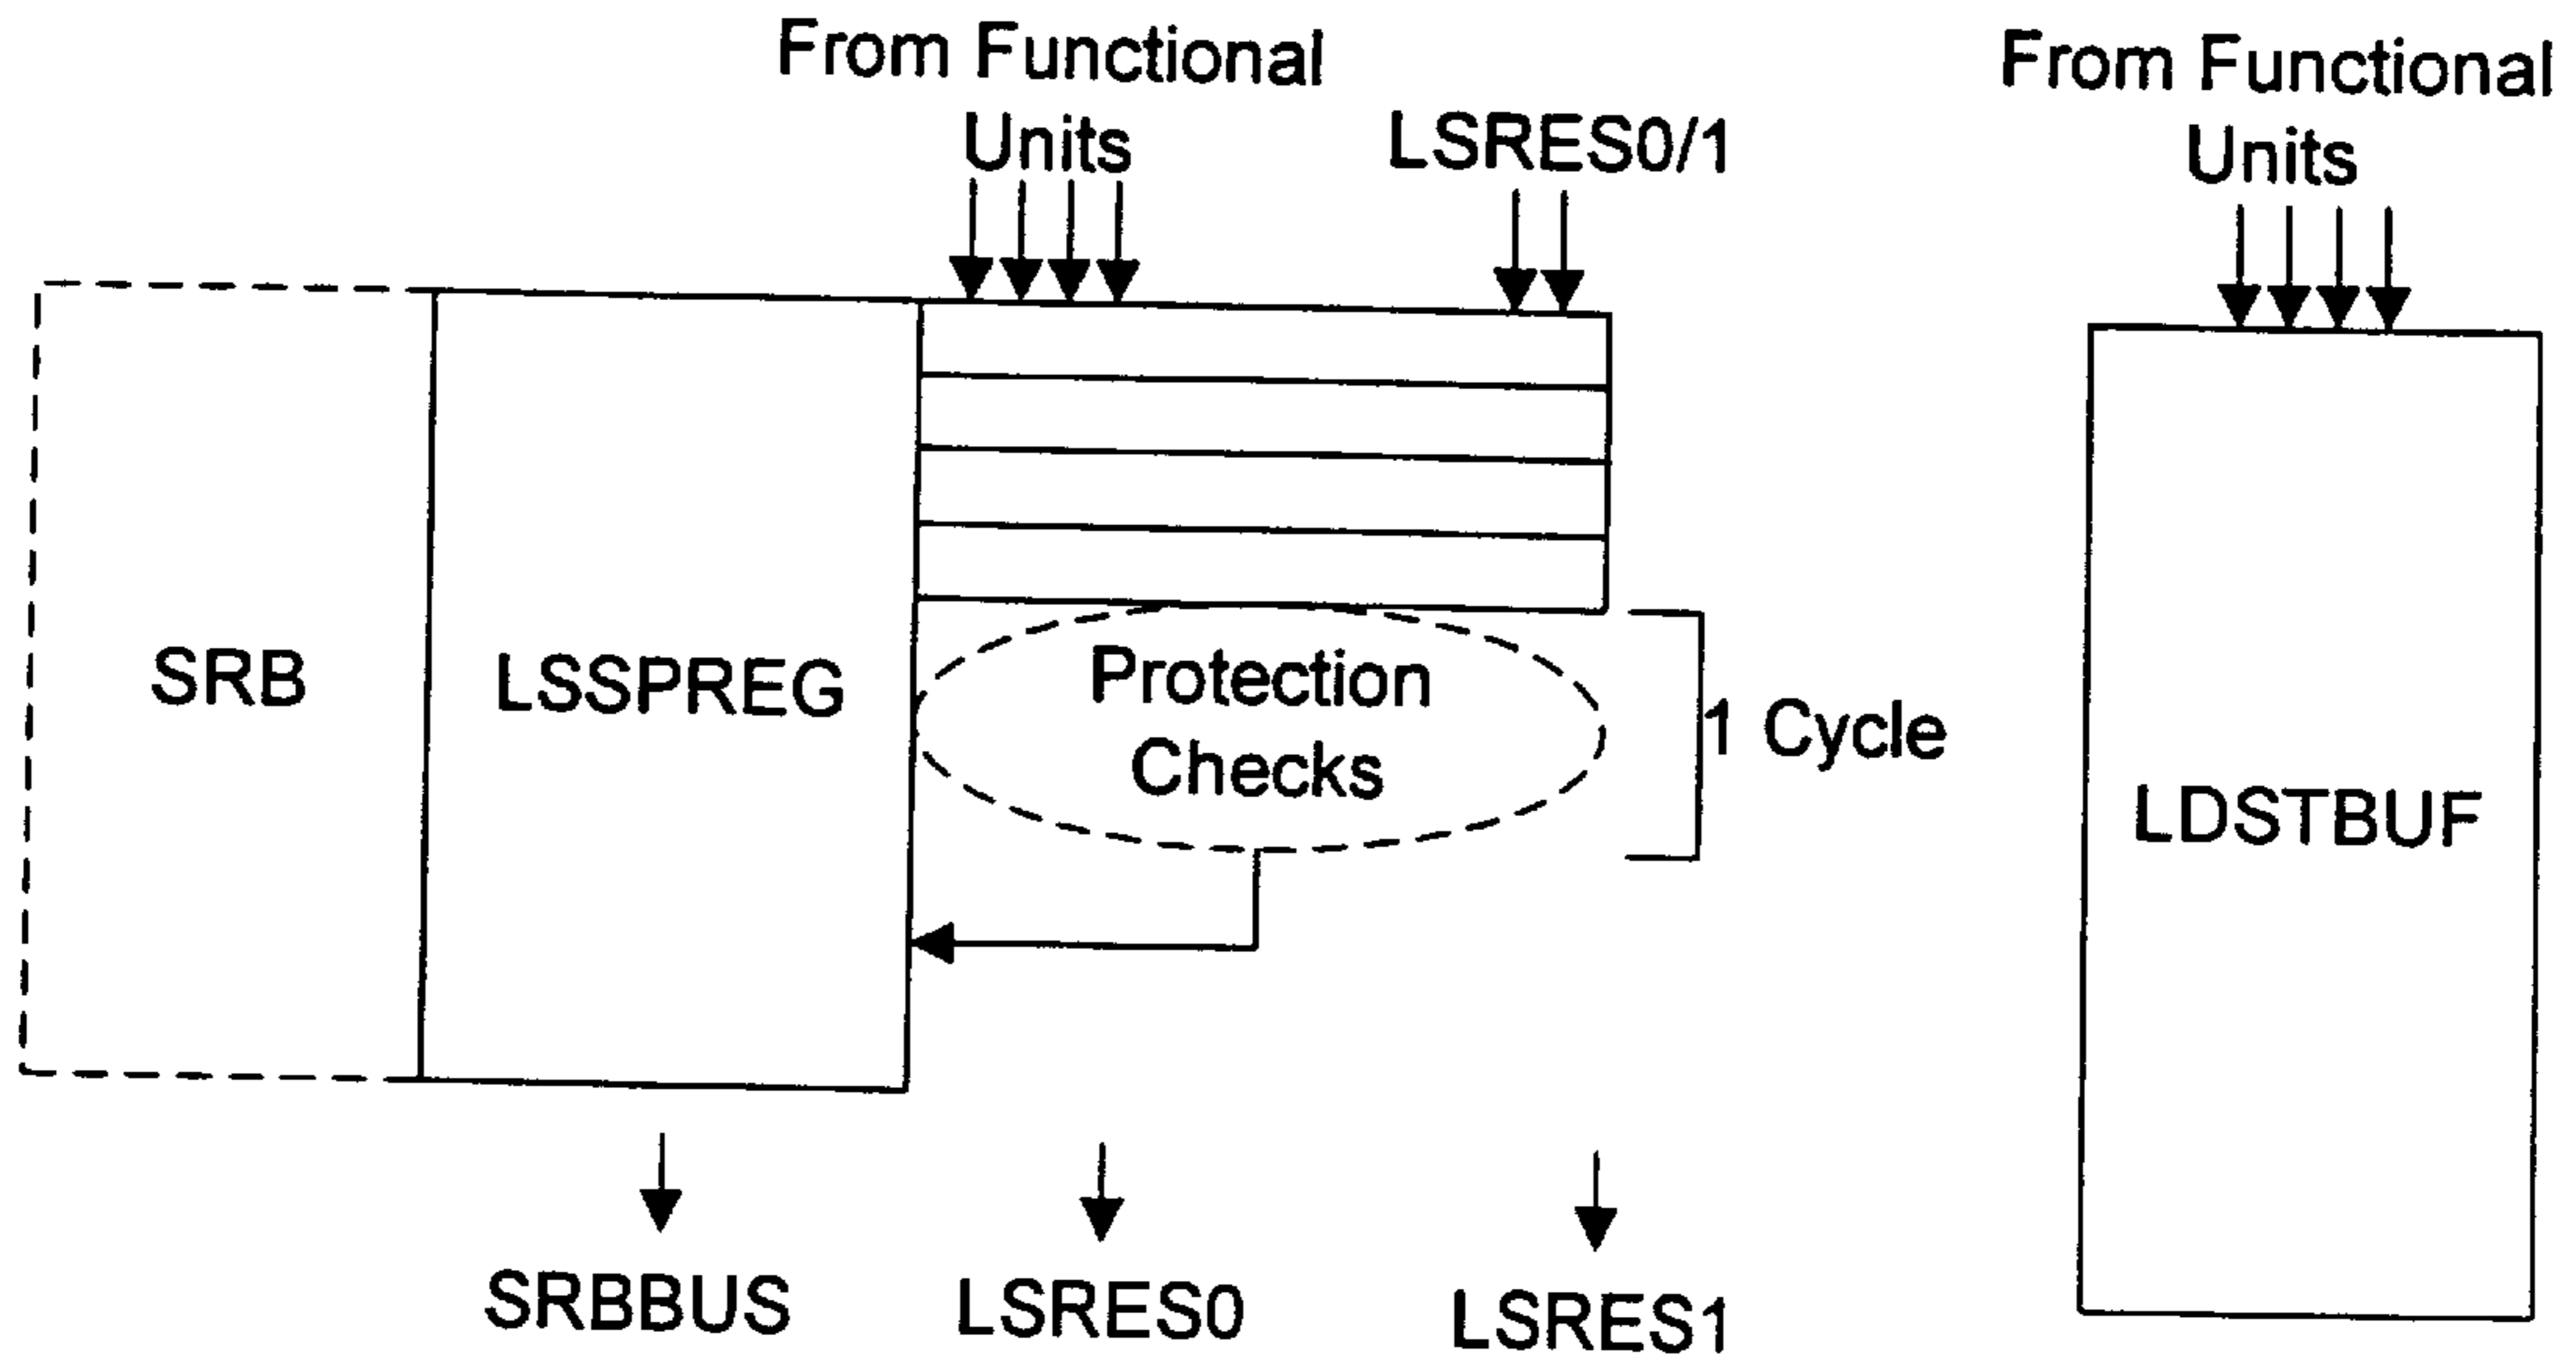 From Functional
Units
LSRES0/1
From Functional
Units
SRB
LSSPREG
Protection
Checks
1 Cycle
LDSTBUF
SRBBUS
LSRES0
LSRES1